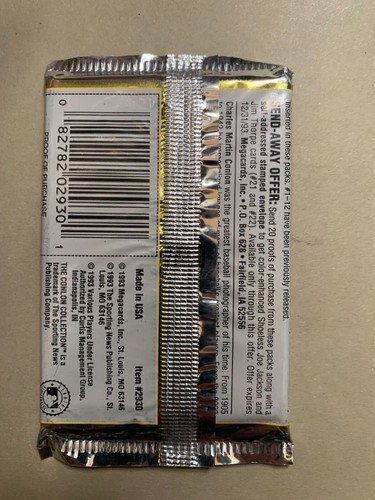 inserted in these packs. #1-12 have been previously released.
SEND-AWAY OFFER: Send 20 proofs of purchase from these packs along with a
self-addressed stamped envelope to get color-enhanced Shoeless Joe Jackson and
Jim Thorpe cards (#21 and #22). Available only through this offer. Offer expires
12/31/93. Megacards, Inc. • P.O. Box 628 • Fairfield, IA 52556
Charles Martin Conlon was the greatest baseball photographer of his time. From 1905
Made in USA Item #2930
© 1993 Megacards, Inc., St. Louis, MO 63146
© 1993 The Sporting News Publishing Co., St.
Louis, MO 63146
© 1993 Various Players Under License
Authorized by Curtis Management Group,
Indianapolis, IN
THE CONLON COLLECTION™ is a
trademark of The Sporting News
Publishing Company.
0 82782 02930 1
PROOF OF PURCHASE